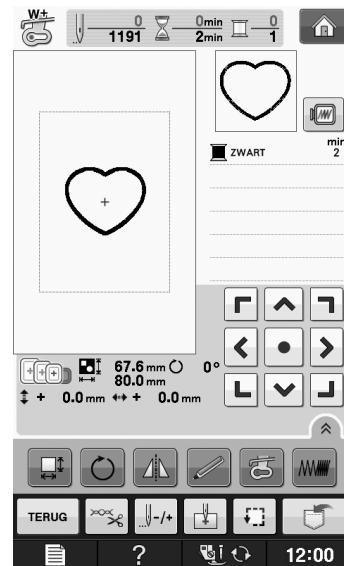 W+
0 0min 0
1191 2min 1
min
ZWART 2
67.6 mm 0°
80.0 mm
+ 0.0 mm + 0.0 mm
TERUG -/+
? 12:00